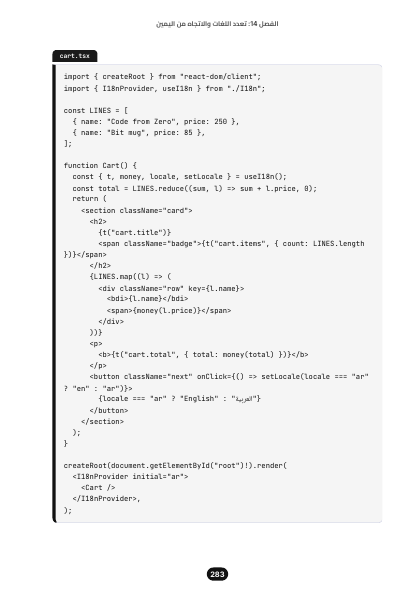 الفصل 14: تعدد اللغات والاتجاه من اليمين
cart.tsx
import { createRoot } from "react-dom/client";
import { I18nProvider, useI18n } from "./I18n";

const LINES = [
  { name: "Code from Zero", price: 250 },
  { name: "Bit mug", price: 85 },
];

function Cart() {
  const { t, money, locale, setLocale } = useI18n();
  const total = LINES.reduce((sum, l) => sum + l.price, 0);
  return (
    <section className="card">
      <h2>
        {t("cart.title")}
        <span className="badge">{t("cart.items", { count: LINES.length
})}</span>
      </h2>
      {LINES.map((l) => (
        <div className="row" key={l.name}>
          <bdi>{l.name}</bdi>
          <span>{money(l.price)}</span>
        </div>
      ))}
      <p>
        <b>{t("cart.total", { total: money(total) })}</b>
      </p>
      <button className="next" onClick={() => setLocale(locale === "ar"
? "en" : "ar")}>
        {locale === "ar" ? "English" : "العربية"}
      </button>
    </section>
  );
}

createRoot(document.getElementById("root")!).render(
  <I18nProvider initial="ar">
    <Cart />
  </I18nProvider>,
);
283